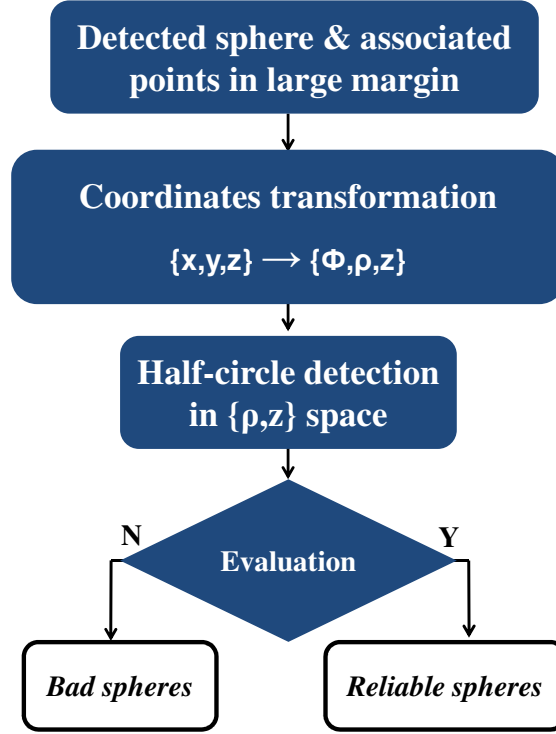 Detected sphere & associated
points in large margin
Coordinates transformation
{x,y,z} → {Φ,ρ,z}
Half-circle detection
in {ρ,z} space
N
Y
Evaluation
Bad spheres
Reliable spheres